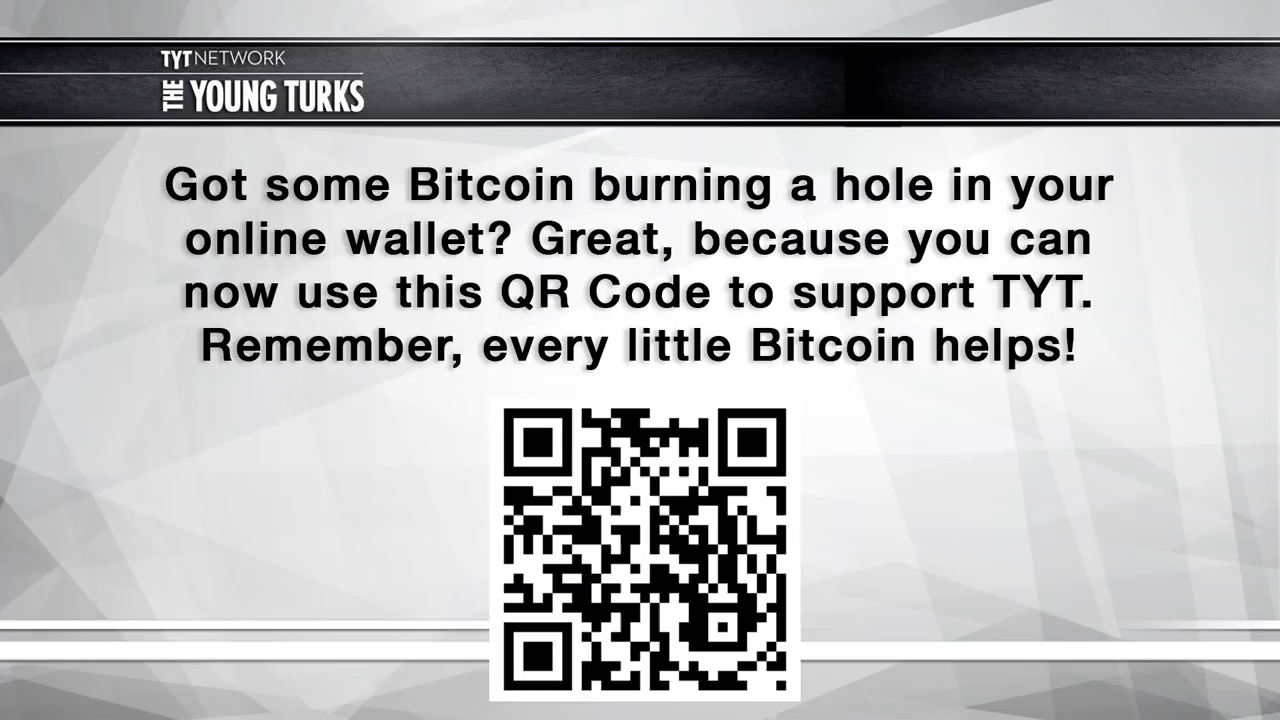 TYT NETWORK
THE YOUNG TURKS
Got some Bitcoin burning a hole in your
online wallet? Great, because you can
now use this QR Code to support TYT.
Remember, every little Bitcoin helps!